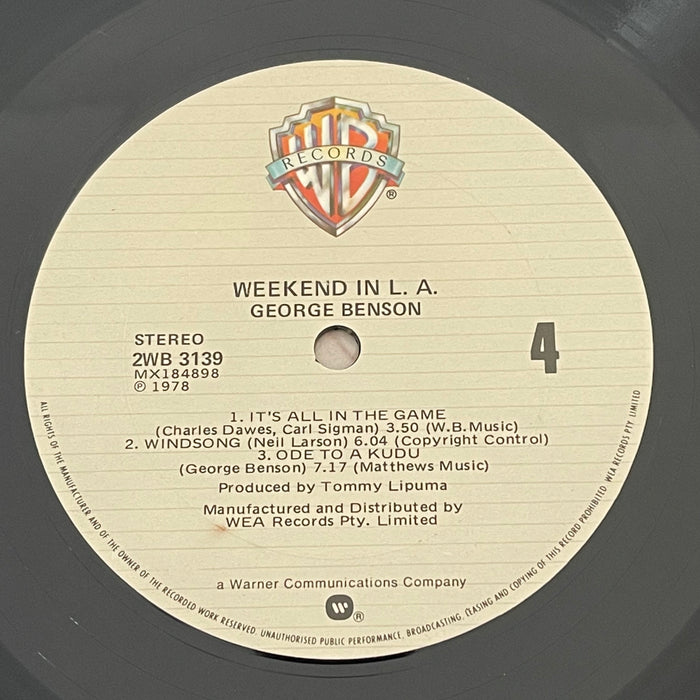 WB
RECORDS
®
WEEKEND IN L. A.
GEORGE BENSON
STEREO
2WB 3139
MX184898
℗ 1978
4
1. IT'S ALL IN THE GAME
(Charles Dawes, Carl Sigman) 3.50 (W.B.Music)
2. WINDSONG (Neil Larson) 6.04 (Copyright Control)
3. ODE TO A KUDU
(George Benson) 7.17 (Matthews Music)
Produced by Tommy Lipuma
Manufactured and Distributed by
WEA Records Pty. Limited
a Warner Communications Company
®
ALL RIGHTS OF THE MANUFACTURER AND OF THE OWNER OF THE RECORDED WORK RESERVED. UNAUTHORISED PUBLIC PERFORMANCE, BROADCASTING, LEASING AND COPYING OF THIS RECORD PROHIBITED. WEA RECORDS PTY. LIMITED